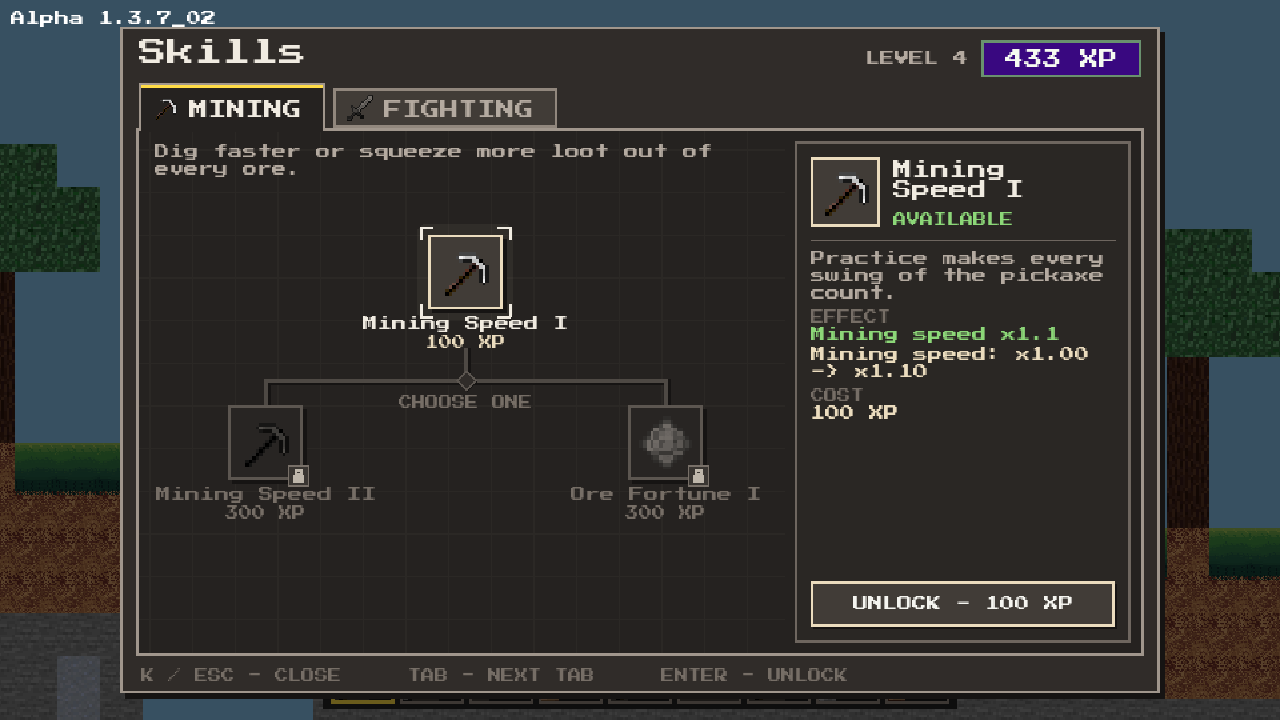 Alpha 1.3.7_02
Skills
LEVEL 4
433 XP
MINING
FIGHTING
Dig faster or squeeze more loot out of
every ore.
Mining Speed I
100 XP
CHOOSE ONE
Mining Speed II
300 XP
Ore Fortune I
300 XP
Mining
Speed I
AVAILABLE
Practice makes every
swing of the pickaxe
count.
EFFECT
Mining speed x1.1
Mining speed: x1.00
-> x1.10
COST
100 XP
UNLOCK - 100 XP
K / ESC - CLOSE
TAB - NEXT TAB
ENTER - UNLOCK